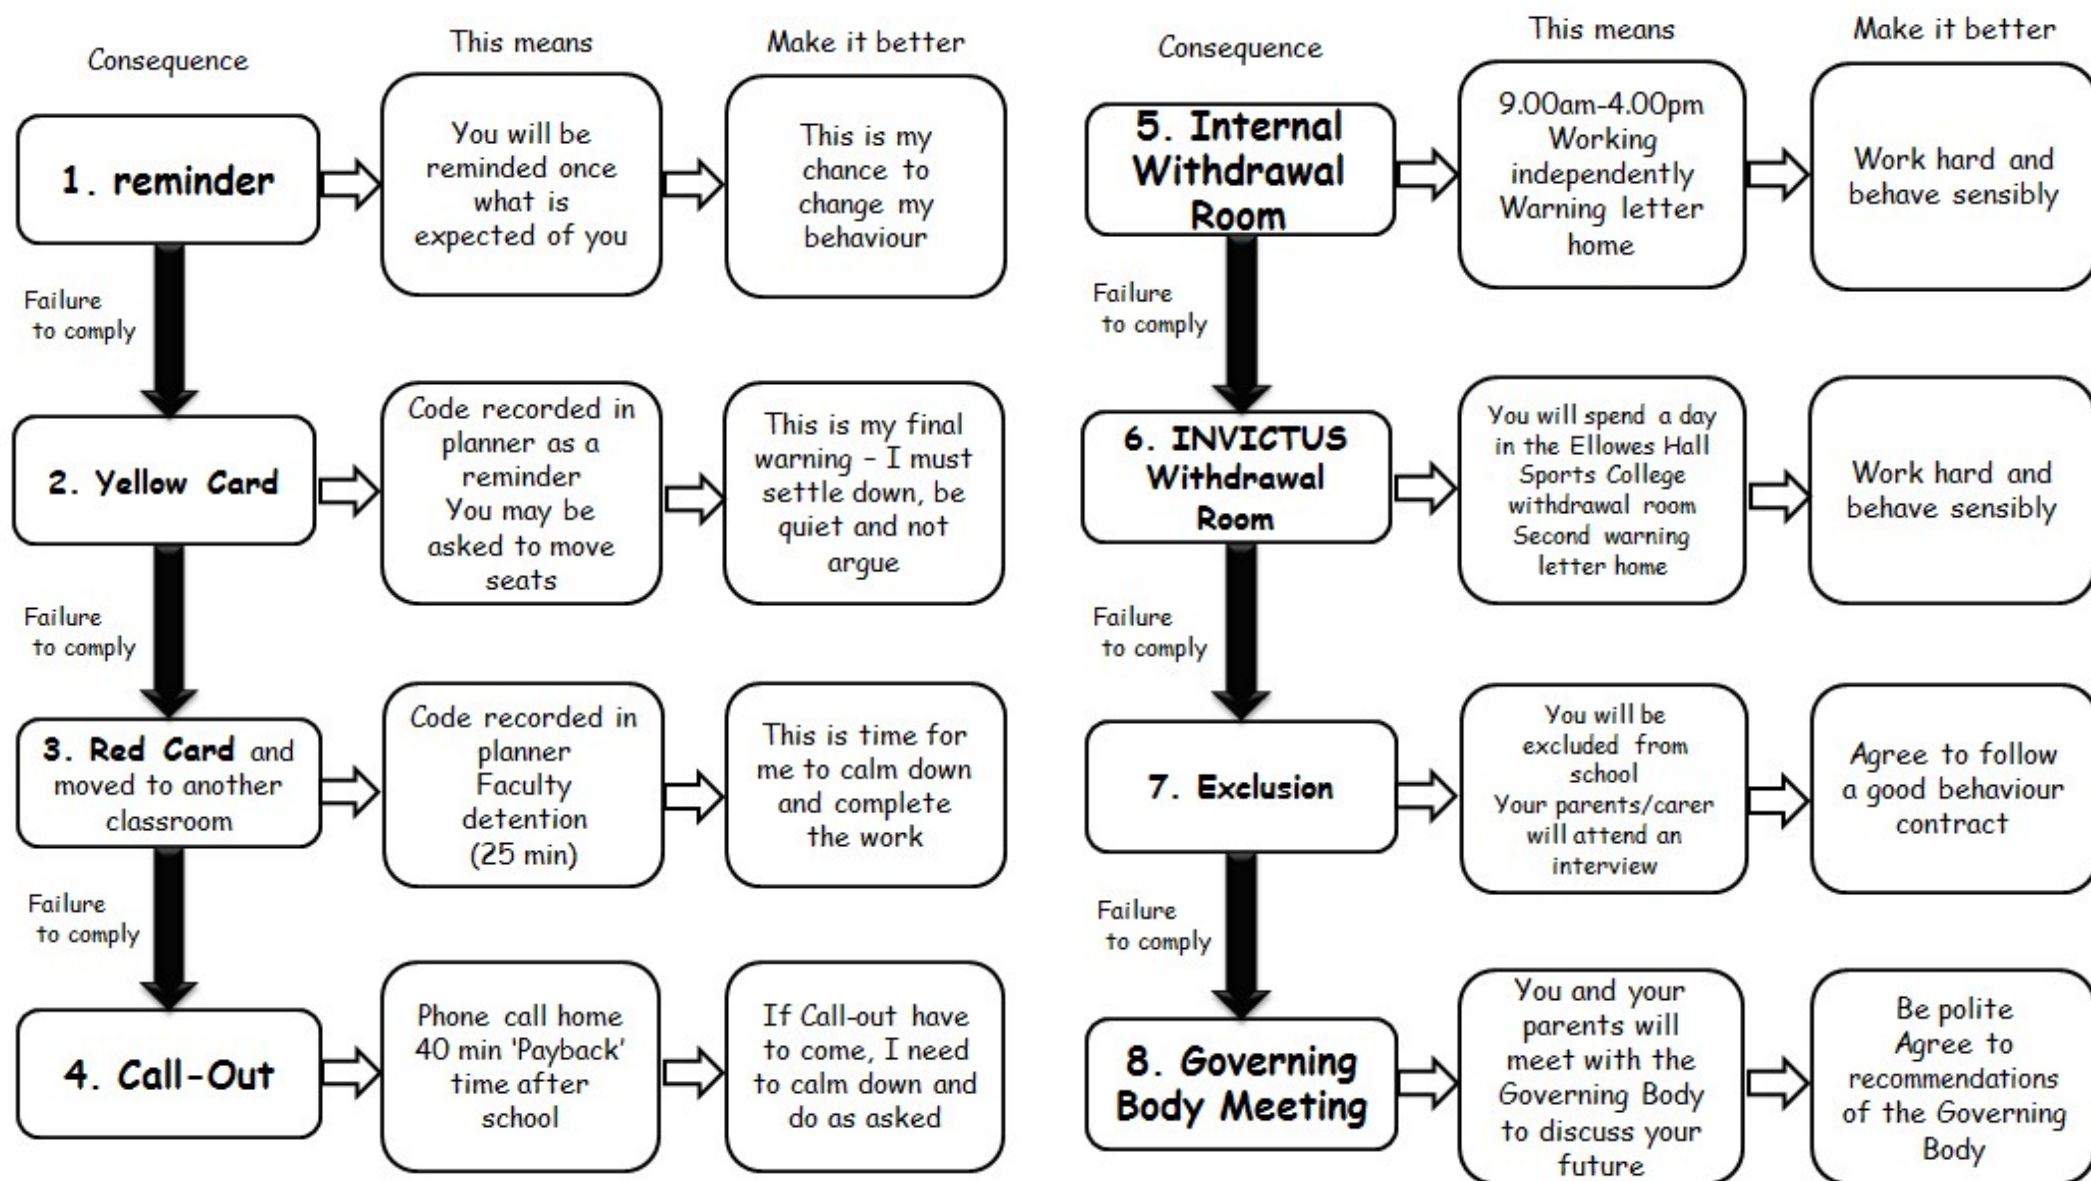 Consequence
This means
Make it better
1. reminder
You will be
reminded once
what is
expected of you
This is my
chance to
change my
behaviour
Failure
to comply
2. Yellow Card
Code recorded in
planner as a
reminder
You may be
asked to move
seats
This is my final
warning – I must
settle down, be
quiet and not
argue
Failure
to comply
3. Red Card and
moved to another
classroom
Code recorded in
planner
Faculty
detention
(25 min)
This is time for
me to calm down
and complete
the work
Failure
to comply
4. Call-Out
Phone call home
40 min 'Payback'
time after
school
If Call-out have
to come, I need
to calm down and
do as asked
Consequence
This means
Make it better
5. Internal
Withdrawal
Room
9.00am-4.00pm
Working
independently
Warning letter
home
Work hard and
behave sensibly
Failure
to comply
6. INVICTUS
Withdrawal
Room
You will spend a day
in the Ellowes Hall
Sports College
withdrawal room
Second warning
letter home
Work hard and
behave sensibly
Failure
to comply
7. Exclusion
You will be
excluded from
school
Your parents/carer
will attend an
interview
Agree to follow
a good behaviour
contract
Failure
to comply
8. Governing
Body Meeting
You and your
parents will
meet with the
Governing Body
to discuss your
future
Be polite
Agree to
recommendations
of the Governing
Body